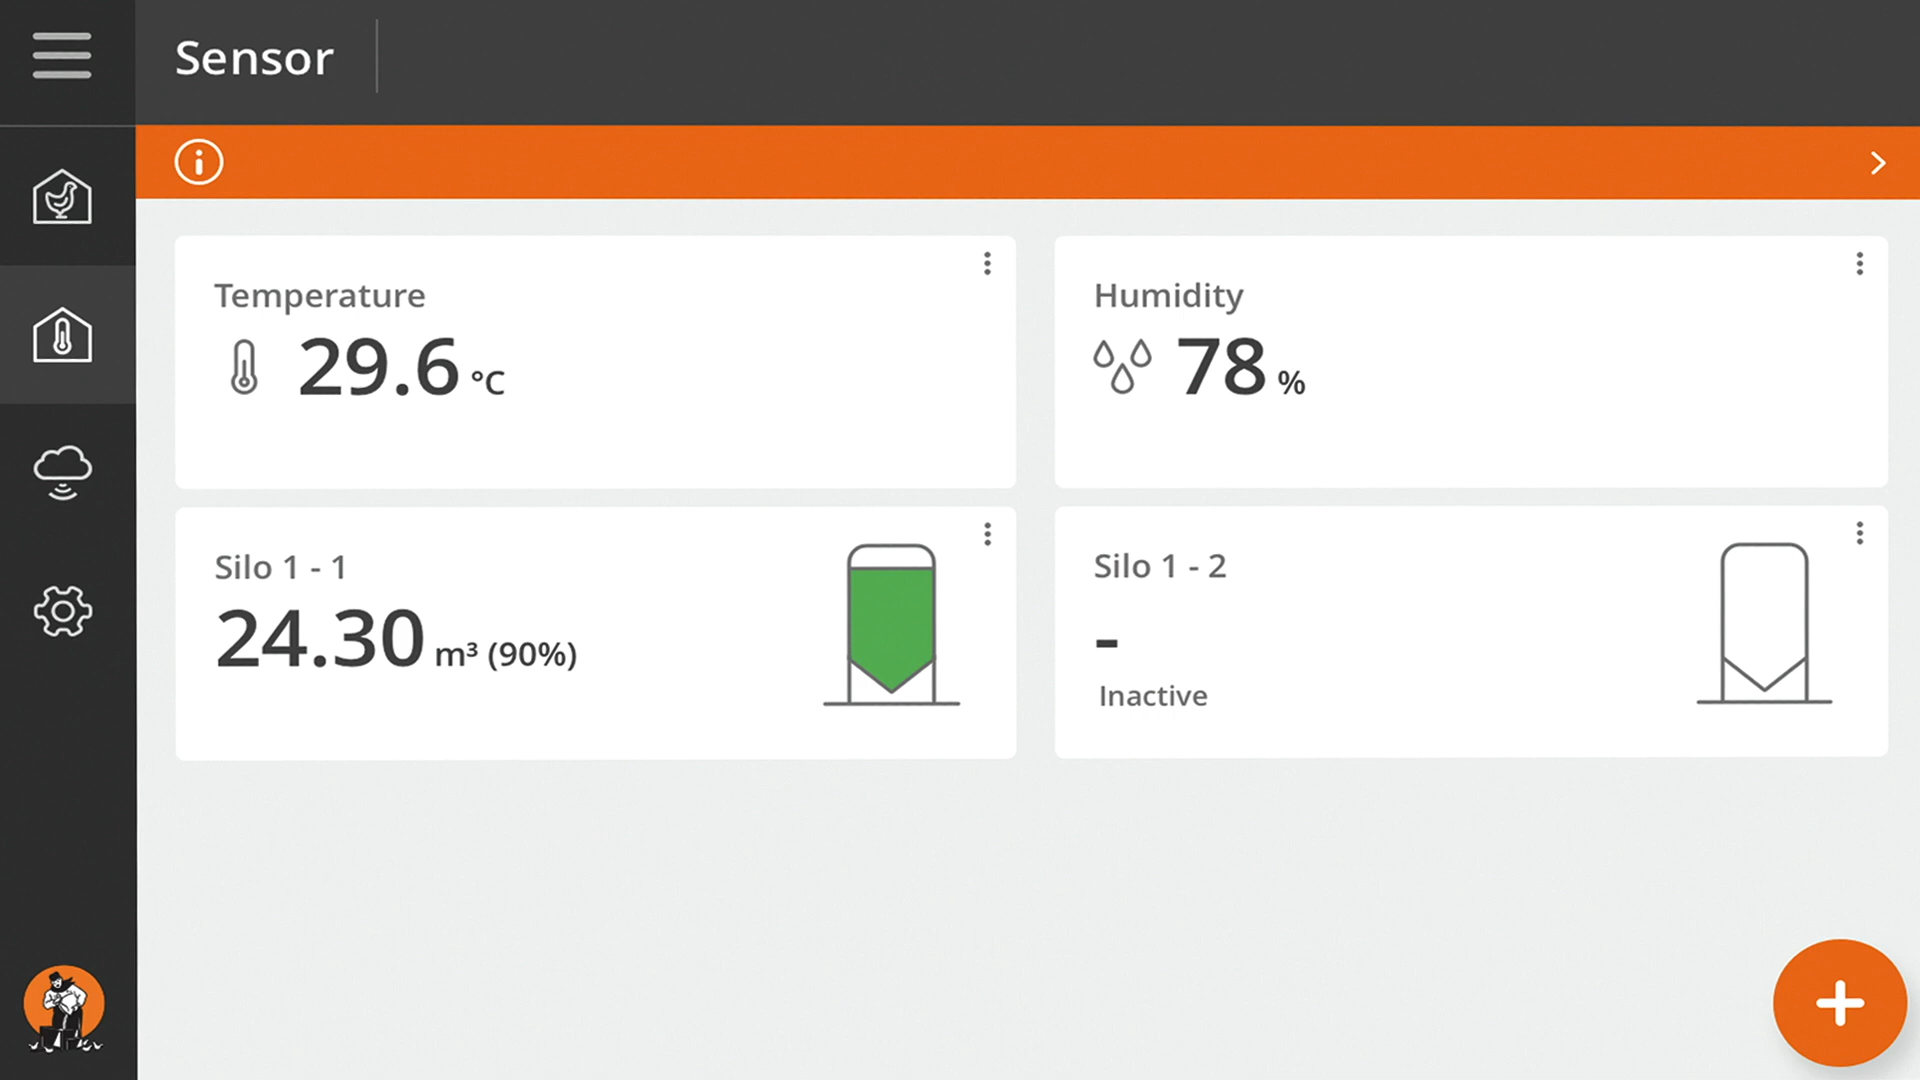 Sensor
Temperature
29.6 °C
Humidity
78 %
Silo 1 - 1
24.30 m³ (90%)
Silo 1 - 2
-
Inactive